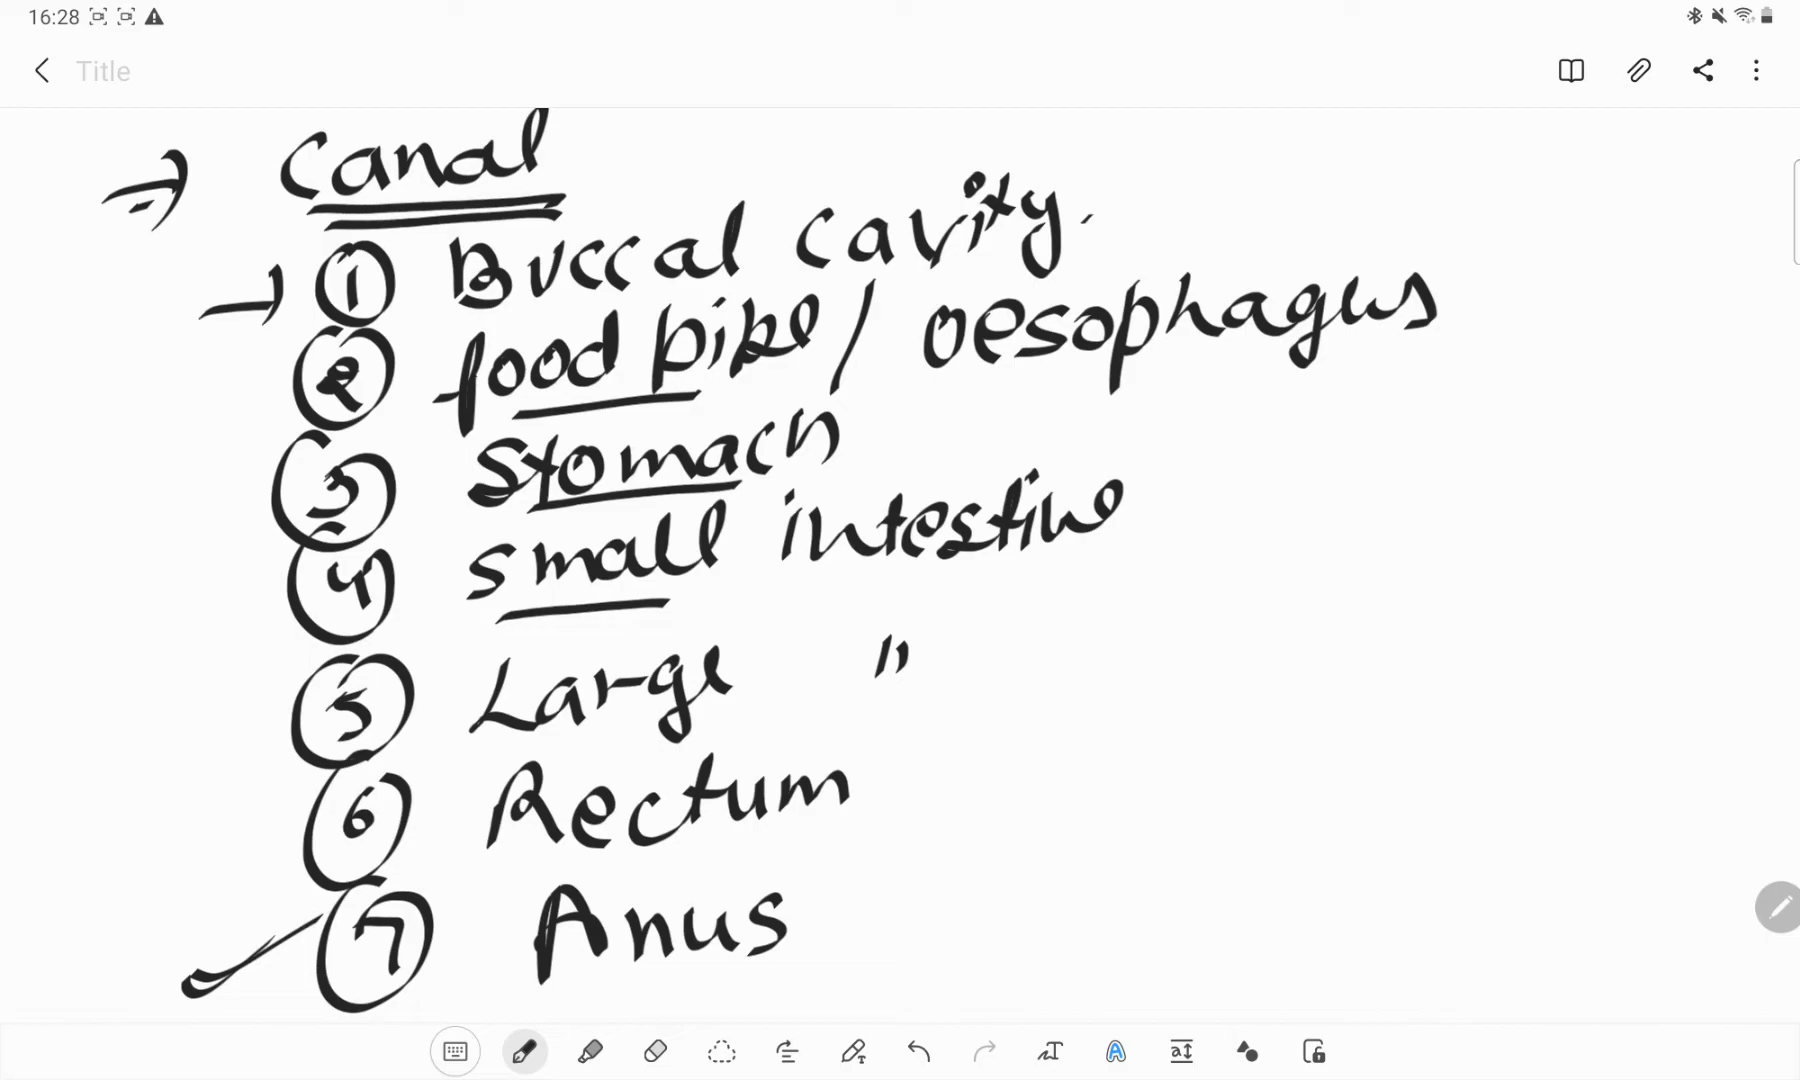 16:28
Title
⇒ Canal
→ ① Buccal cavity.
② food pipe / oesophagus
③ Stomach
④ small intestine
⑤ Large "
⑥ Rectum
⑦ Anus